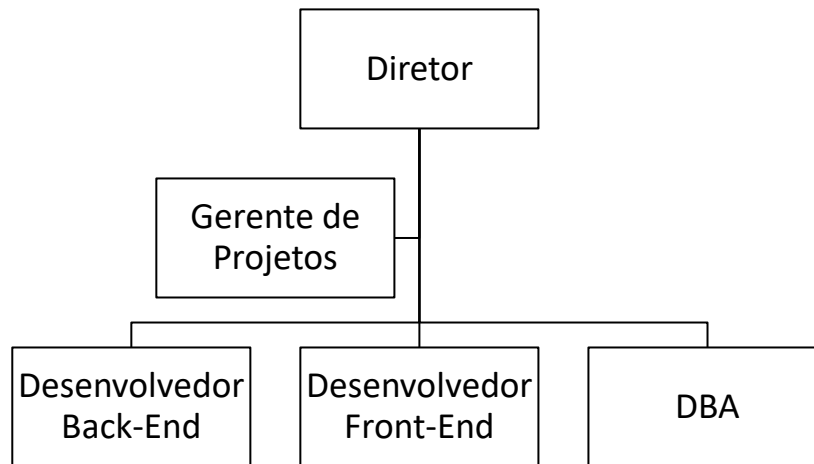 Diretor
Gerente de
Projetos
Desenvolvedor
Back-End
Desenvolvedor
Front-End
DBA